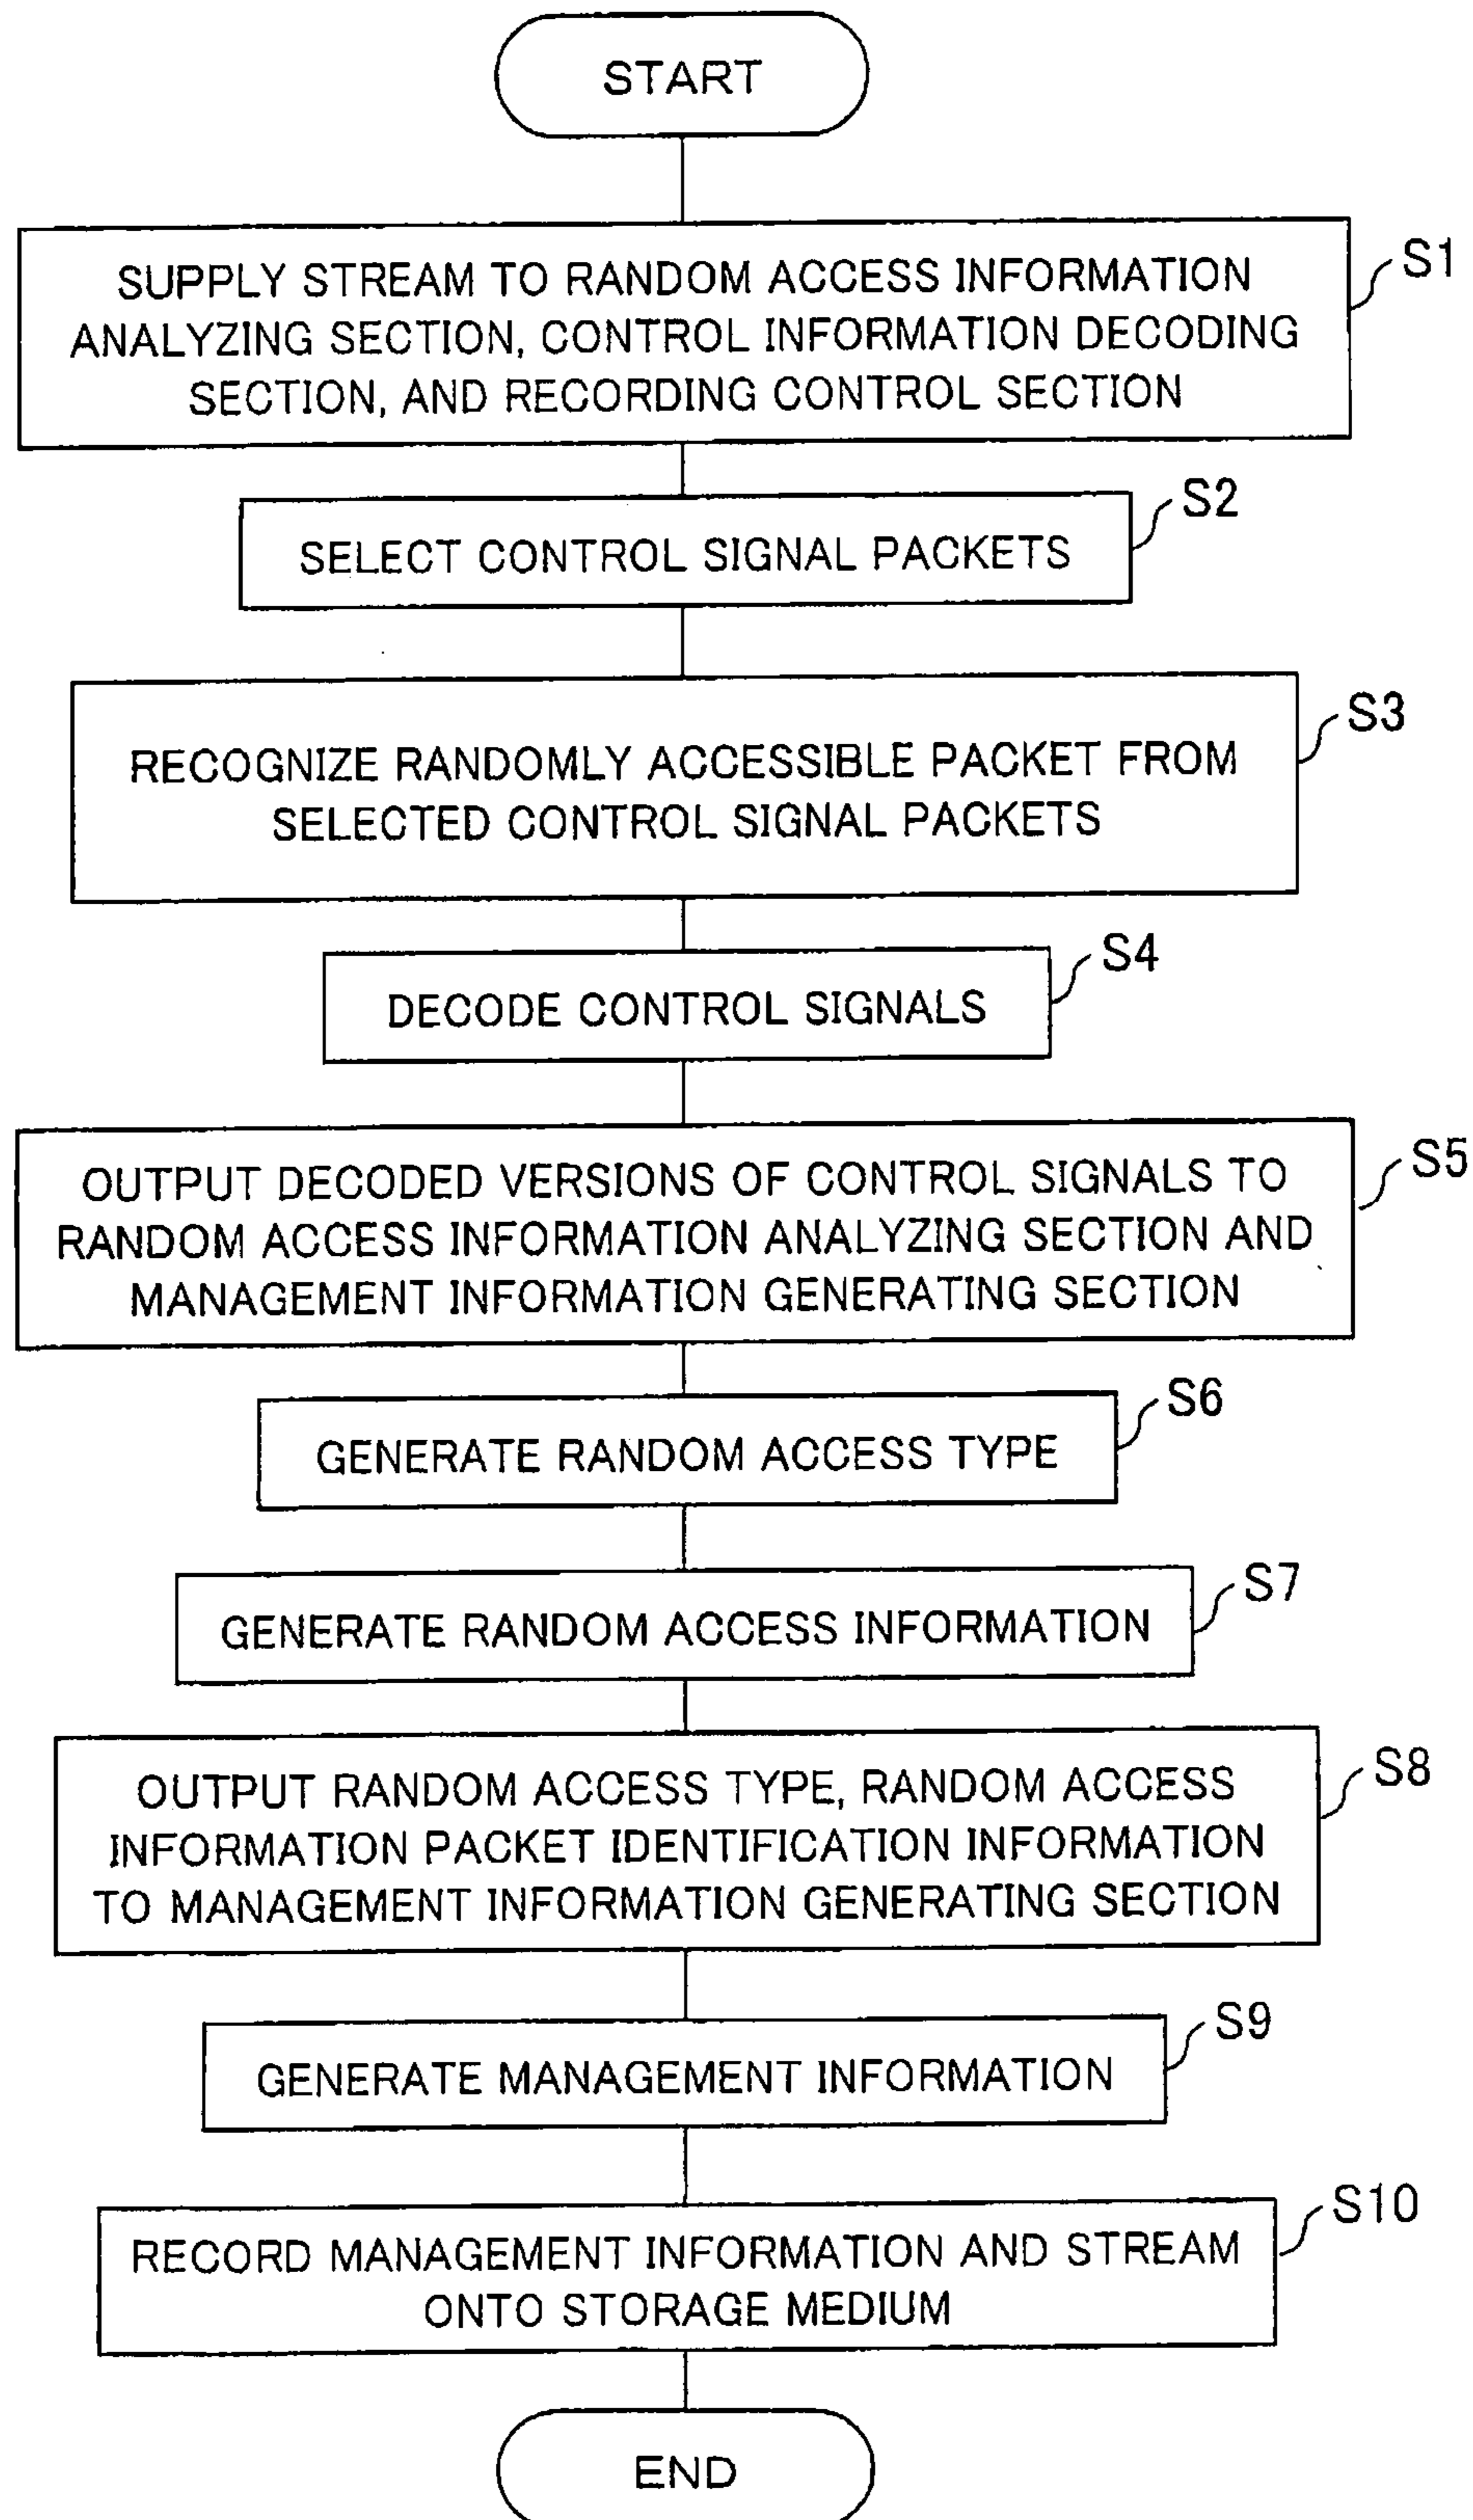 START
S1
SUPPLY STREAM TO RANDOM ACCESS INFORMATION
ANALYZING SECTION, CONTROL INFORMATION DECODING
SECTION, AND RECORDING CONTROL SECTION
S2
SELECT CONTROL SIGNAL PACKETS
S3
RECOGNIZE RANDOMLY ACCESSIBLE PACKET FROM
SELECTED CONTROL SIGNAL PACKETS
S4
DECODE CONTROL SIGNALS
S5
OUTPUT DECODED VERSIONS OF CONTROL SIGNALS TO
RANDOM ACCESS INFORMATION ANALYZING SECTION AND
MANAGEMENT INFORMATION GENERATING SECTION
S6
GENERATE RANDOM ACCESS TYPE
S7
GENERATE RANDOM ACCESS INFORMATION
S8
OUTPUT RANDOM ACCESS TYPE, RANDOM ACCESS
INFORMATION PACKET IDENTIFICATION INFORMATION
TO MANAGEMENT INFORMATION GENERATING SECTION
S9
GENERATE MANAGEMENT INFORMATION
S10
RECORD MANAGEMENT INFORMATION AND STREAM
ONTO STORAGE MEDIUM
END